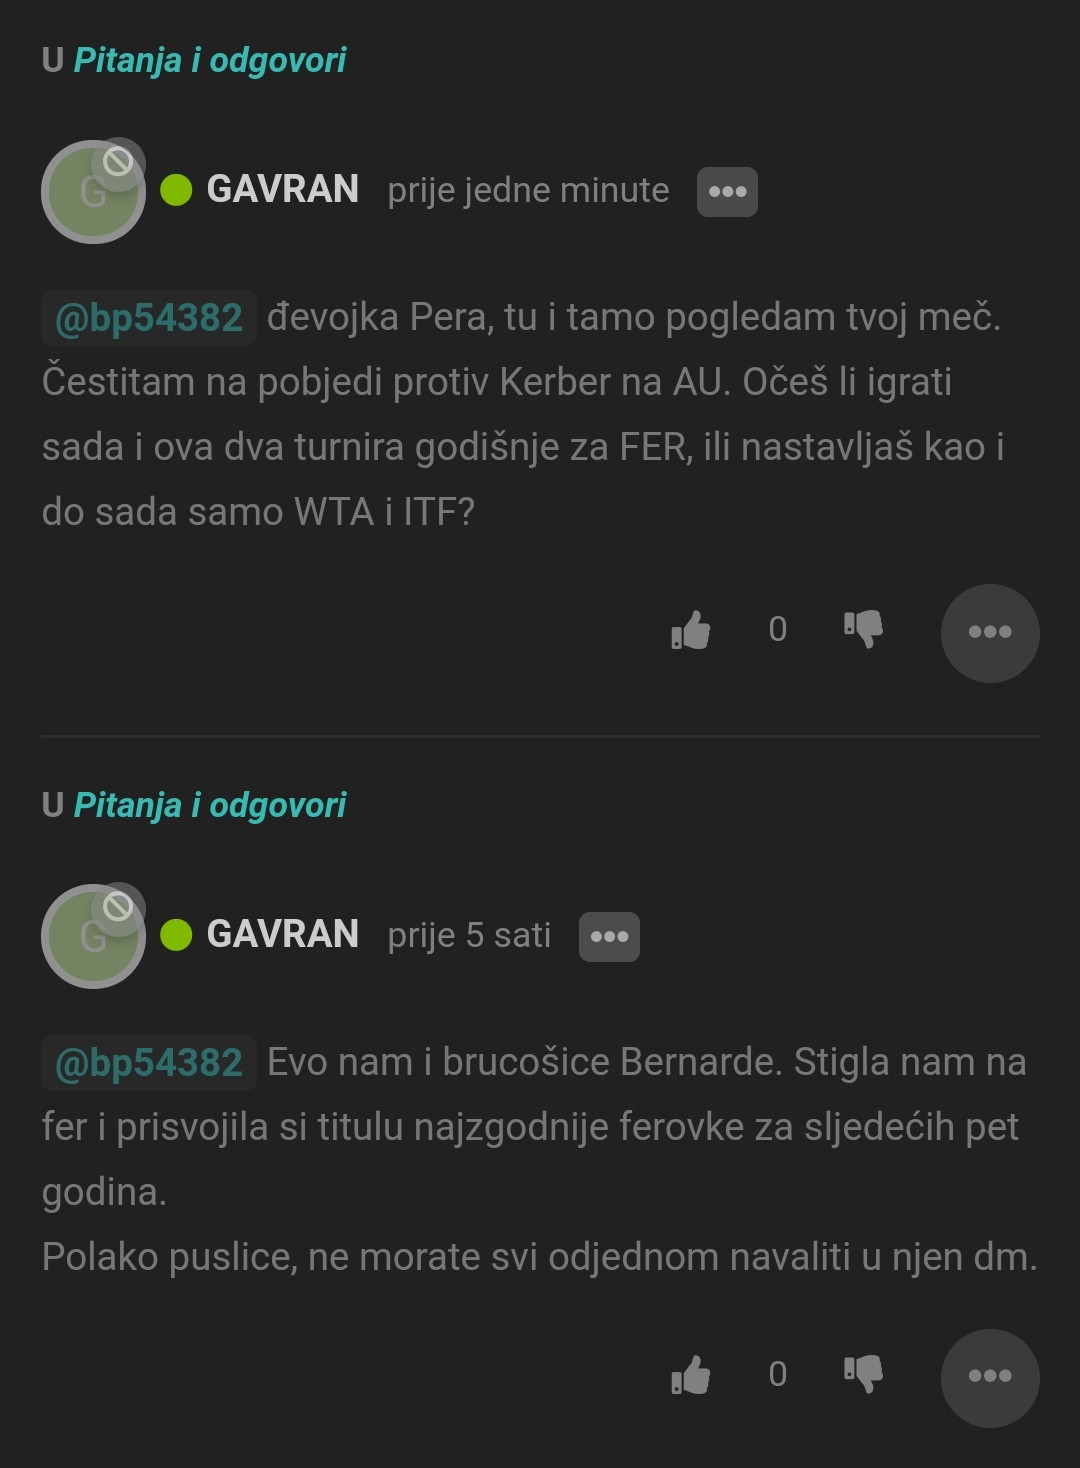 U Pitanja i odgovori
G
GAVRAN prije jedne minute
@bp54382 đevojka Pera, tu i tamo pogledam tvoj meč.
Čestitam na pobjedi protiv Kerber na AU. Očeš li igrati
sada i ova dva turnira godišnje za FER, ili nastavljaš kao i
do sada samo WTA i ITF?
0
U Pitanja i odgovori
G
GAVRAN prije 5 sati
@bp54382 Evo nam i brucošice Bernarde. Stigla nam na
fer i prisvojila si titulu najzgodnije ferovke za sljedećih pet
godina.
Polako puslice, ne morate svi odjednom navaliti u njen dm.
0